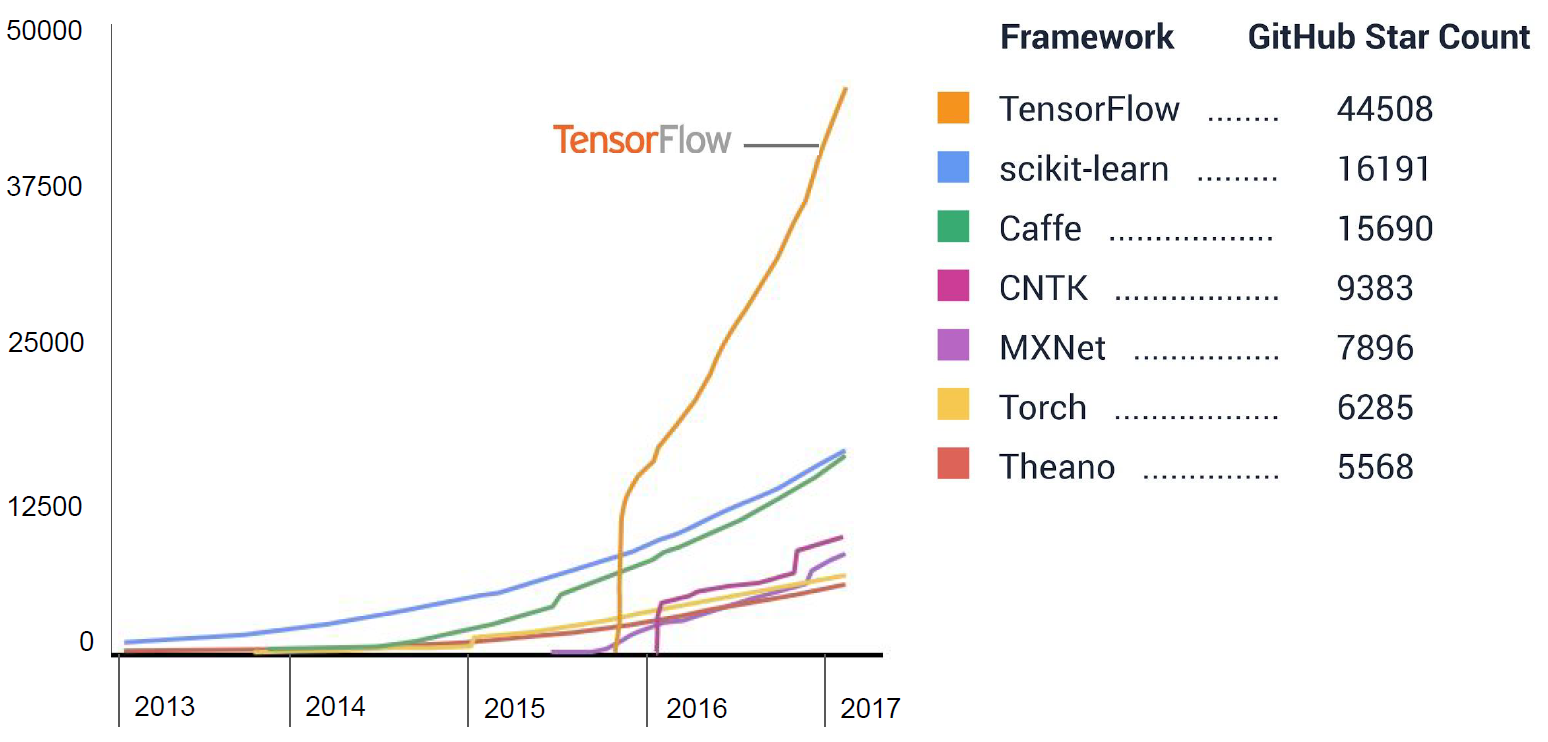 50000
37500
25000
12500
0
TensorFlow
2013
2014
2015
2016
2017
Framework GitHub Star Count
TensorFlow ........ 44508
scikit-learn ......... 16191
Caffe .................. 15690
CNTK .................. 9383
MXNet ................ 7896
Torch .................. 6285
Theano ............... 5568